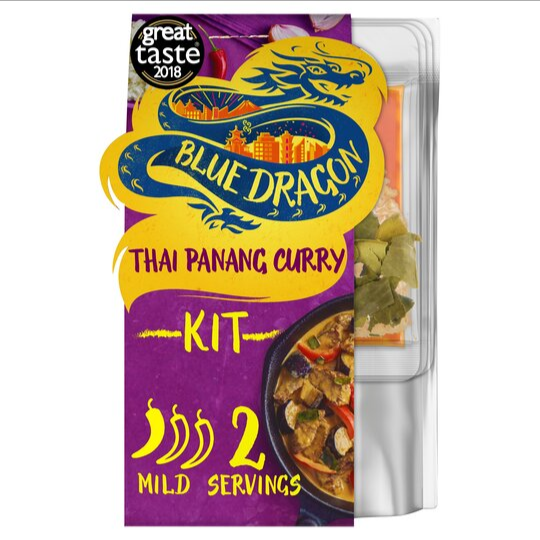 great
taste
2018
BLUE DRAGON
THAI PANANG CURRY
KIT
2
MILD SERVINGS